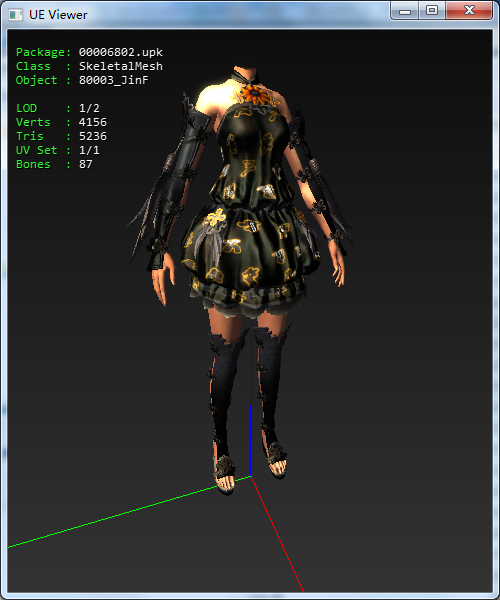 UE Viewer
Package: 00006802.upk
Class : SkeletalMesh
Object : 80003_JinF
LOD : 1/2
Verts : 4156
Tris : 5236
UV Set : 1/1
Bones : 87